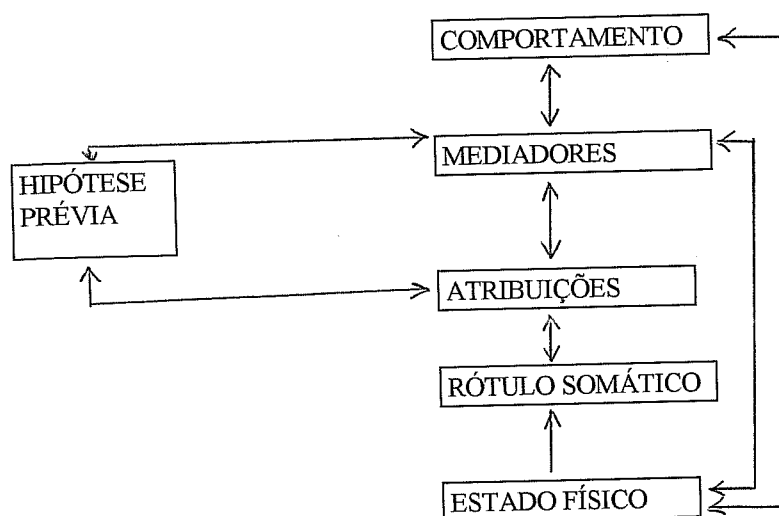 COMPORTAMENTO
MEDIADORES
HIPÓTESE
PRÉVIA
ATRIBUIÇÕES
RÓTULO SOMÁTICO
ESTADO FÍSICO